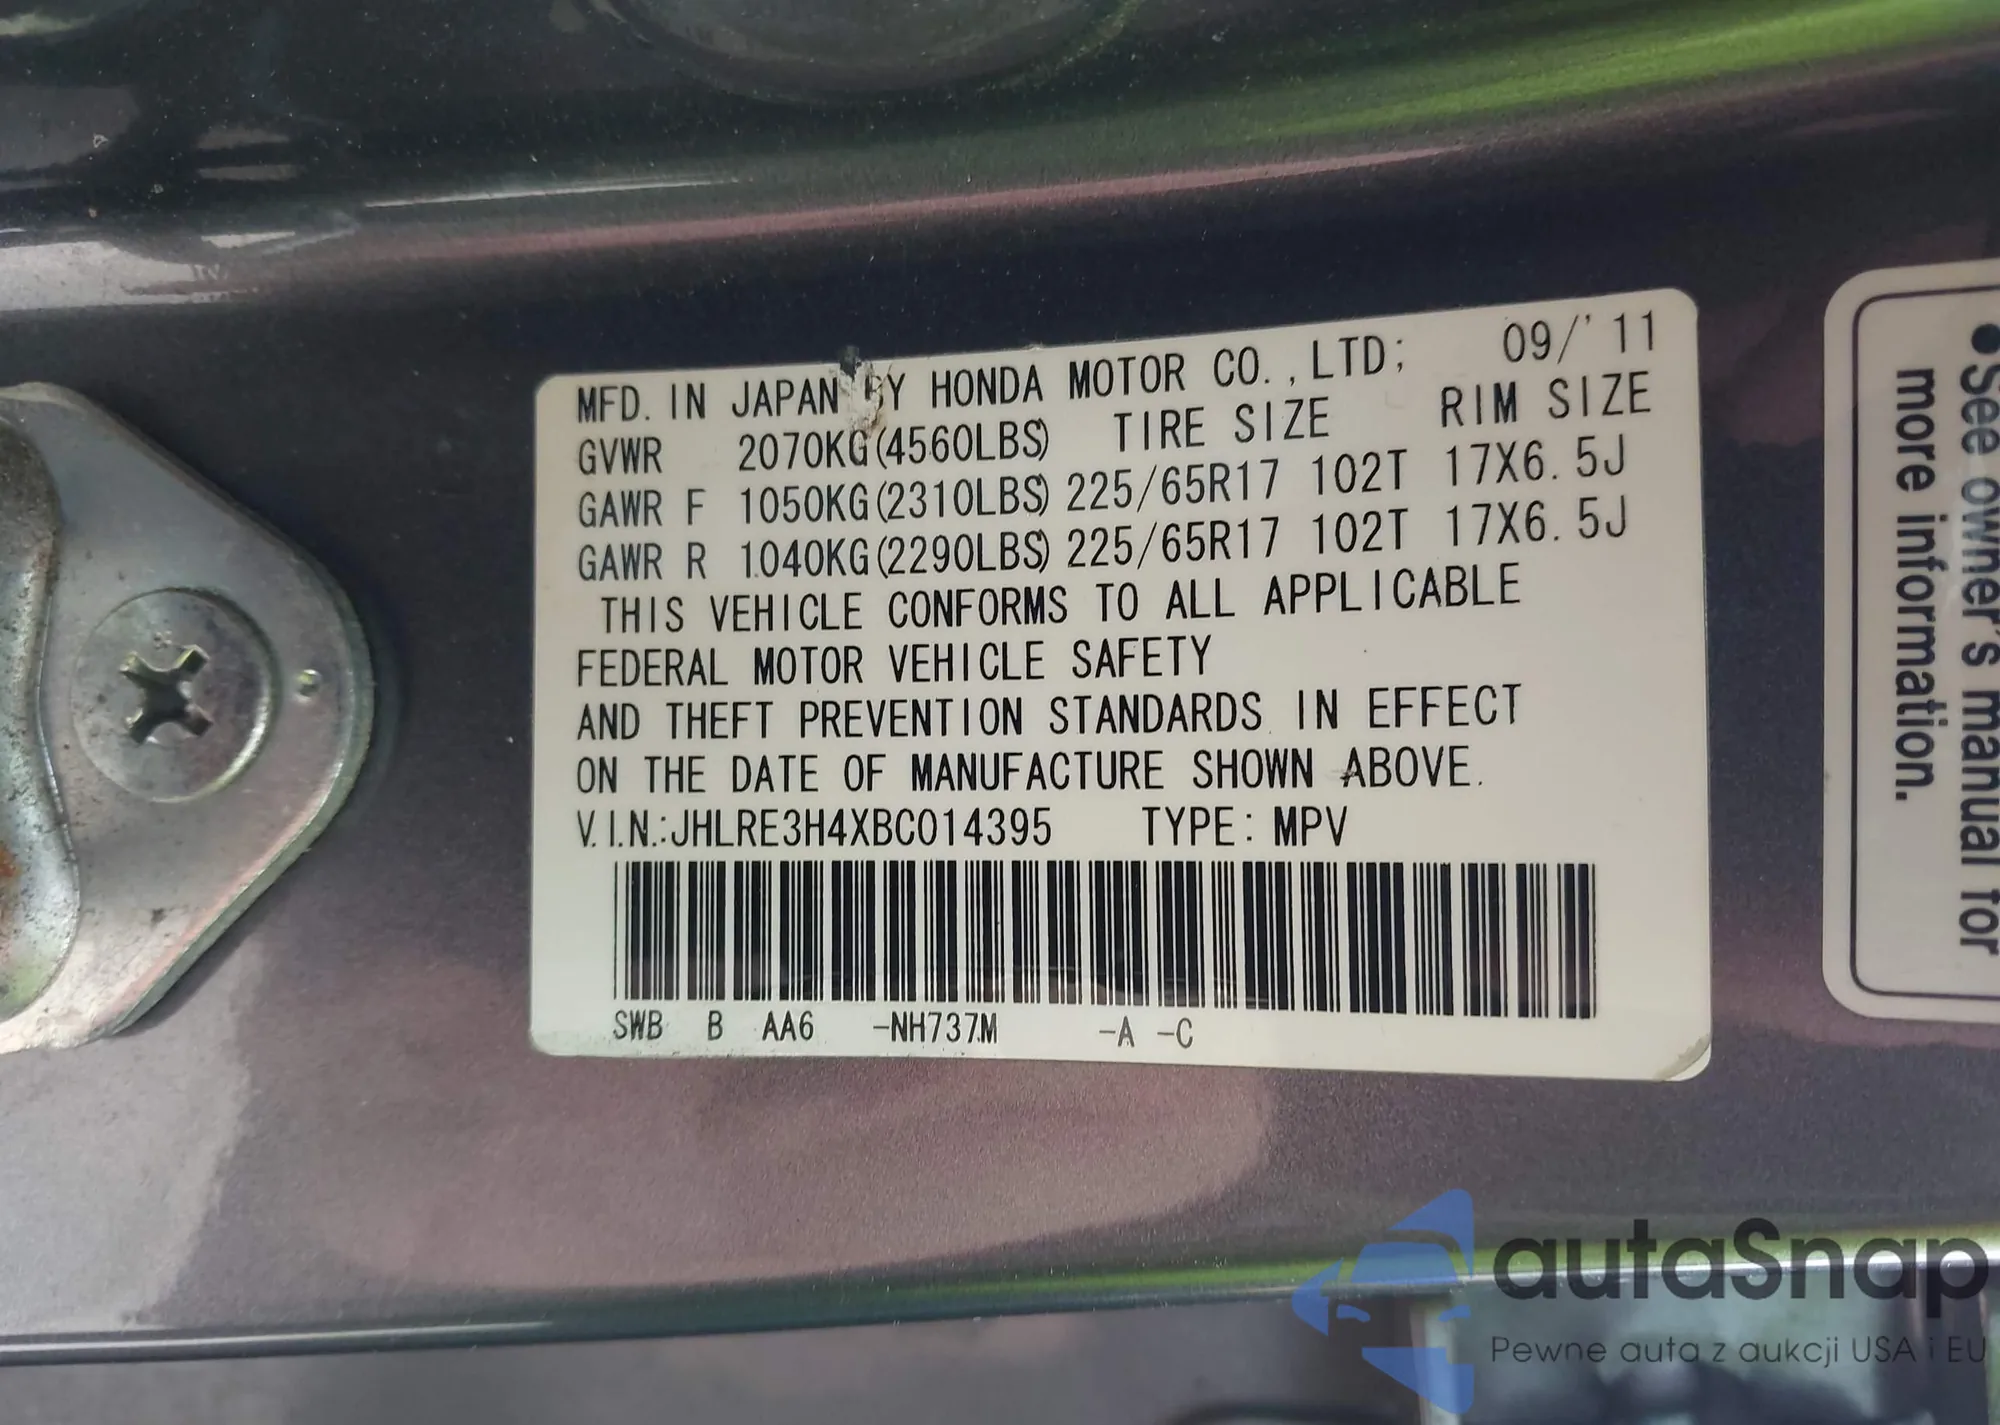 MFD. IN JAPAN BY HONDA MOTOR CO., LTD; 09/'11
GVWR 2070KG(4560LBS) TIRE SIZE RIM SIZE
GAWR F 1050KG(2310LBS) 225/65R17 102T 17X6.5J
GAWR R 1040KG(2290LBS) 225/65R17 102T 17X6.5J
THIS VEHICLE CONFORMS TO ALL APPLICABLE
FEDERAL MOTOR VEHICLE SAFETY
AND THEFT PREVENTION STANDARDS IN EFFECT
ON THE DATE OF MANUFACTURE SHOWN ABOVE.
V.I.N.:JHLRE3H4XBC014395 TYPE: MPV
SWB B AA6 -NH737M -A -C
●See owner's manual for
more information.
autaSnap
Pewne auta z aukcji USA i EU